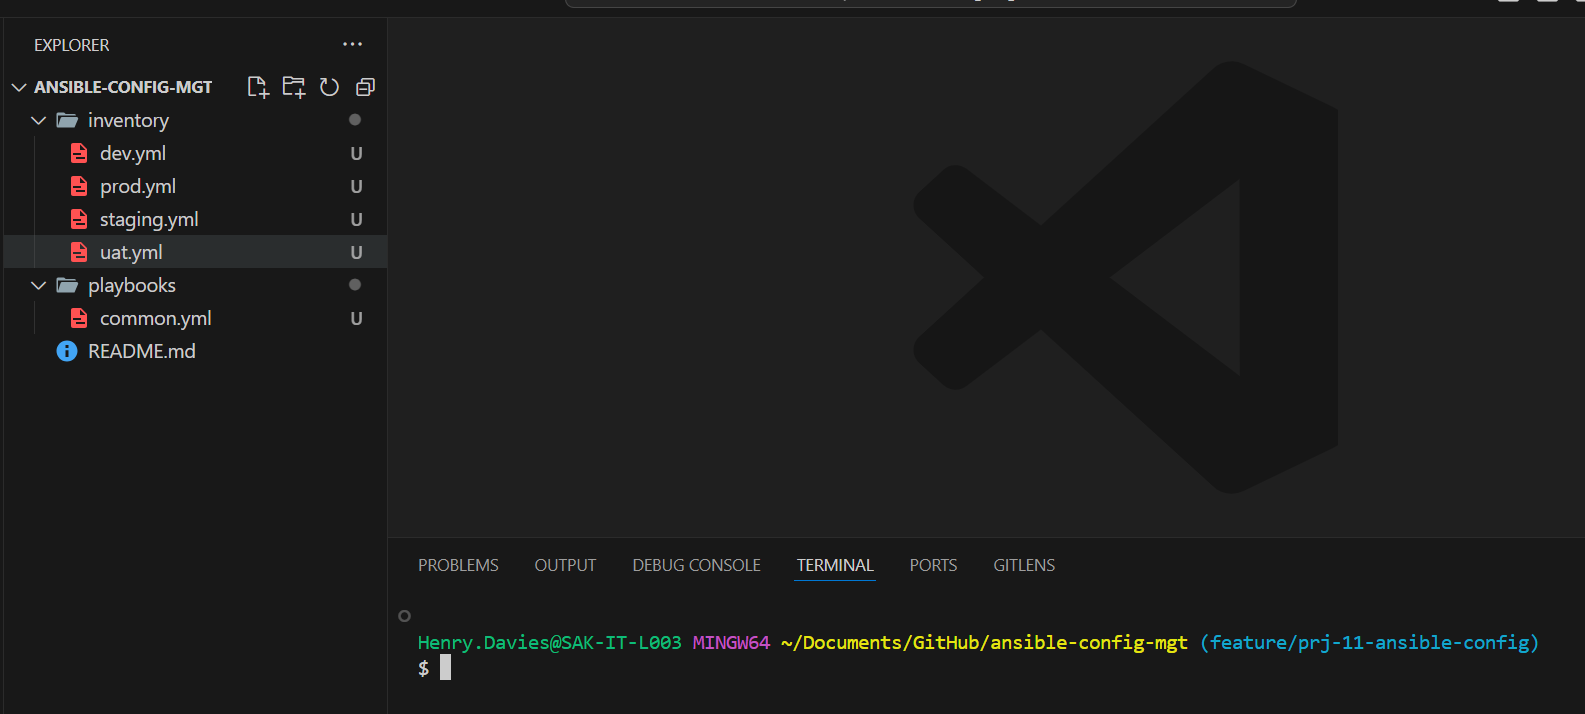 EXPLORER
ANSIBLE-CONFIG-MGT
inventory
dev.yml U
prod.yml U
staging.yml U
uat.yml U
playbooks
common.yml U
README.md
PROBLEMS OUTPUT DEBUG CONSOLE TERMINAL PORTS GITLENS
Henry.Davies@SAK-IT-L003 MINGW64 ~/Documents/GitHub/ansible-config-mgt (feature/prj-11-ansible-config)
$